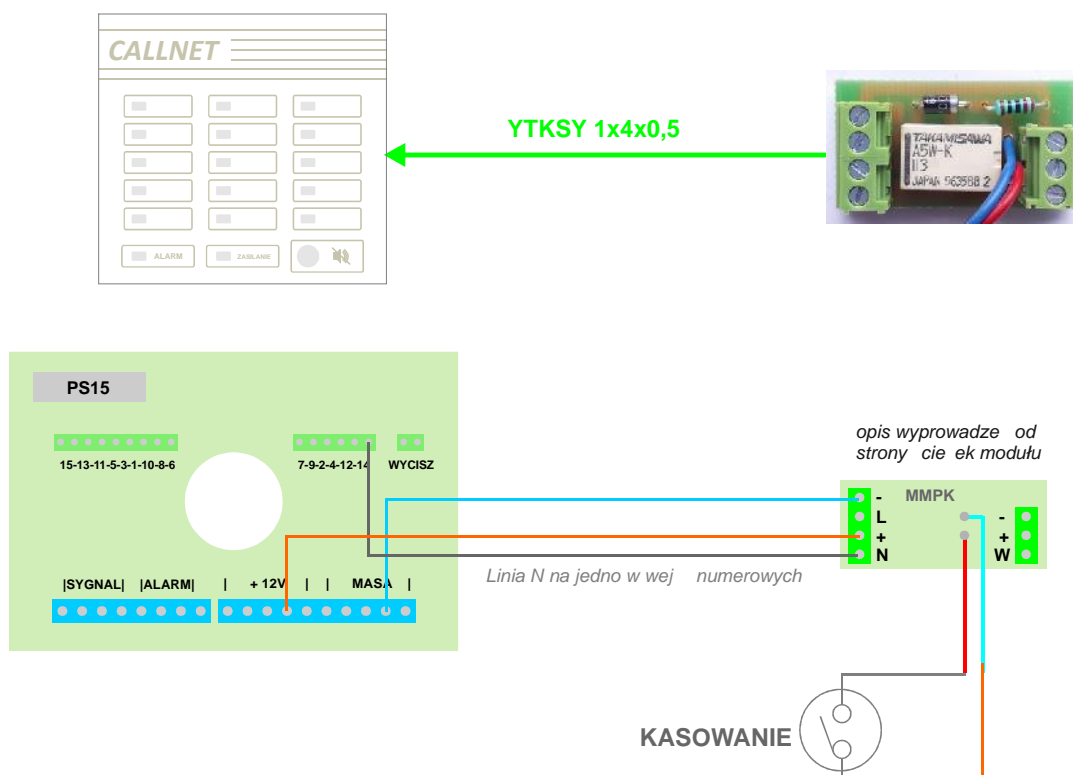 CALLNET
YTKSY 1x4x0,5
TAKAMISAWA
A5W-K
JAPAN 963588 2
ALARM
ZASILANIE
PS15
15-13-11-5-3-1-10-8-6
7-9-2-4-12-14
WYCISZ
opis wyprowadze od
strony cie ek modułu
- MMPK
L -
+ +
N W
Linia N na jedno w wej numerowych
|SYGNAL| |ALARM| | + 12V | | MASA |
KASOWANIE